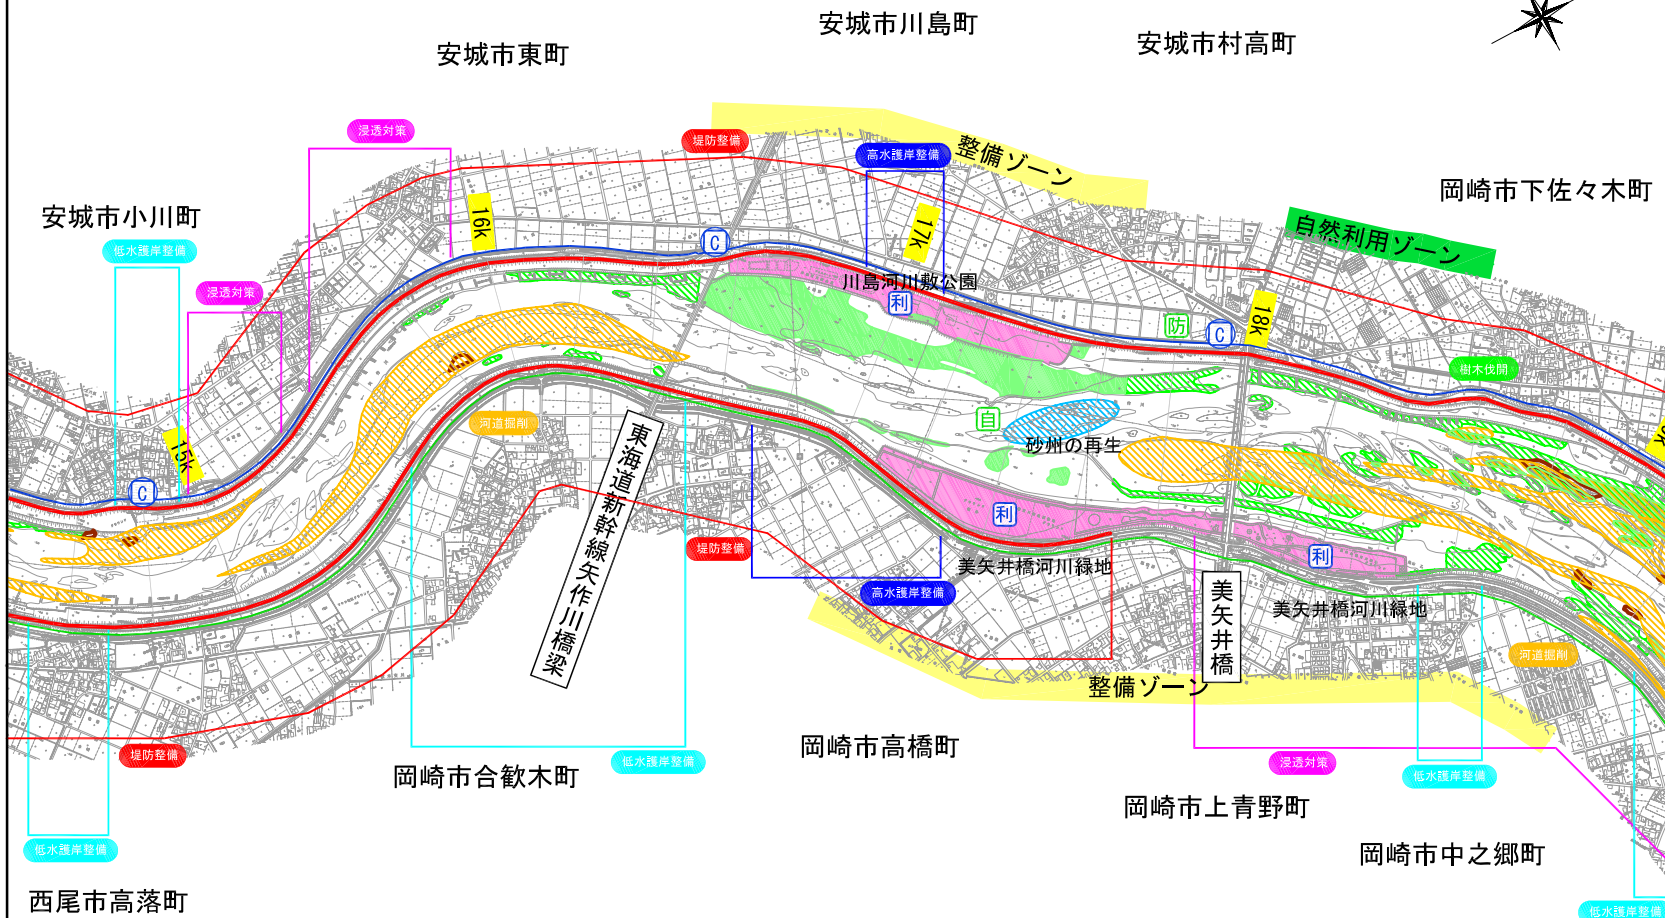 安城市川島町
安城市東町
安城市村高町
浸透対策
堤防整備
高水護岸整備
整備ゾーン
岡崎市下佐々木町
安城市小川町
16k
17k
自然利用ゾーン
低水護岸整備
C
浸透対策
川島河川敷公園
利
防
C
18k
樹木伐開
自
河道掘削
砂州の再生
15k
C
東海道新幹線矢作川橋梁
利
堤防整備
美矢井橋河川緑地
利
高水護岸整備
美矢井橋
美矢井橋河川緑地
河道掘削
整備ゾーン
堤防整備
岡崎市合歓木町
低水護岸整備
岡崎市高橋町
浸透対策
低水護岸整備
岡崎市上青野町
低水護岸整備
岡崎市中之郷町
西尾市高落町
低水護岸整備